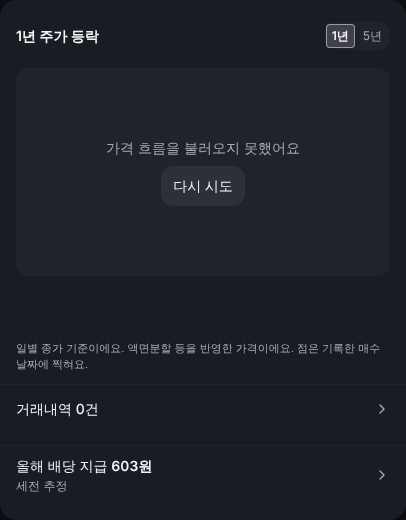 1년 주가 등락
1년 5년
가격 흐름을 불러오지 못했어요
다시 시도
일별 종가 기준이에요. 액면분할 등을 반영한 가격이에요. 점은 기록한 매수
날짜에 찍혀요.
거래내역 0건
올해 배당 지급 603원
세전 추정